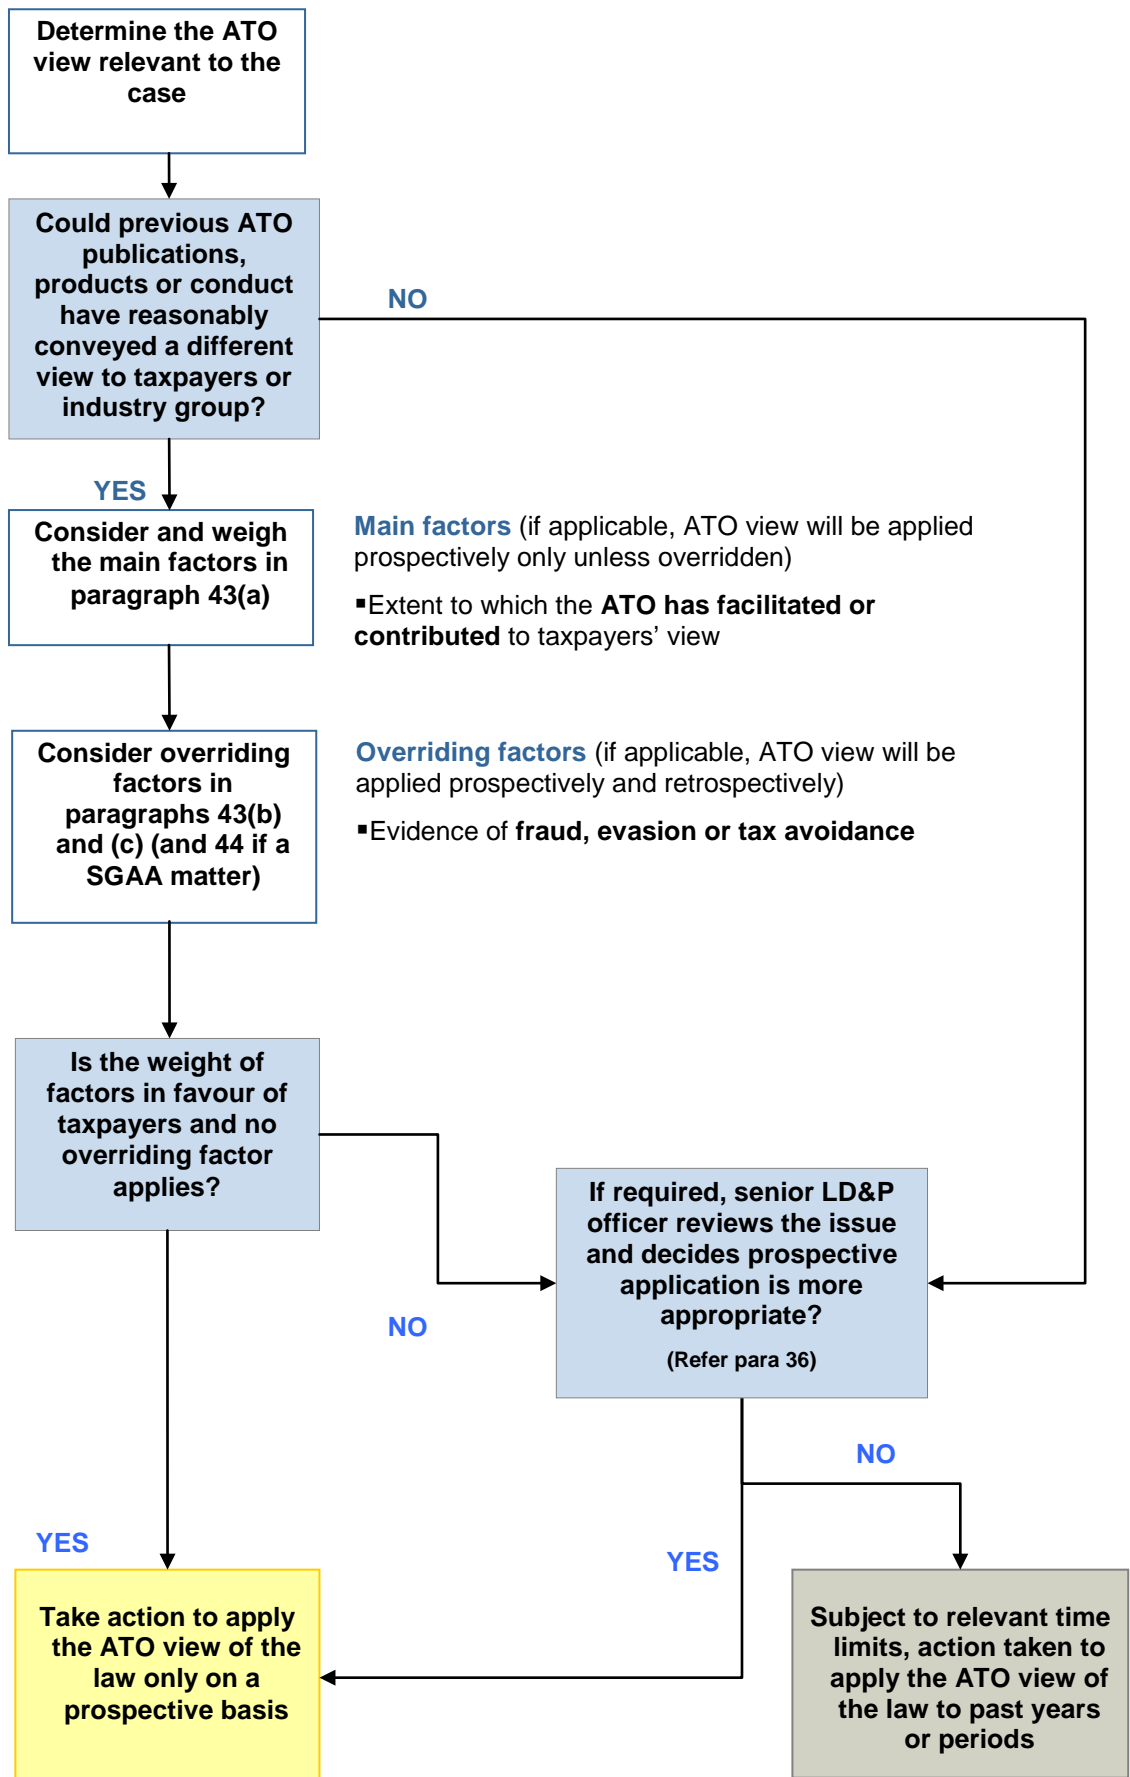 Determine the ATO
view relevant to the
case
Could previous ATO
publications,
products or conduct
have reasonably
conveyed a different
view to taxpayers or
industry group?
NO
YES
Consider and weigh
the main factors in
paragraph 43(a)
Main factors (if applicable, ATO view will be applied
prospectively only unless overridden)
▪Extent to which the ATO has facilitated or
contributed to taxpayers’ view
Consider overriding
factors in
paragraphs 43(b)
and (c) (and 44 if a
SGAA matter)
Overriding factors (if applicable, ATO view will be
applied prospectively and retrospectively)
▪Evidence of fraud, evasion or tax avoidance
Is the weight of
factors in favour of
taxpayers and no
overriding factor
applies?
NO
If required, senior LD&P
officer reviews the issue
and decides prospective
application is more
appropriate?
(Refer para 36)
NO
YES
YES
Take action to apply
the ATO view of the
law only on a
prospective basis
Subject to relevant time
limits, action taken to
apply the ATO view of
the law to past years
or periods